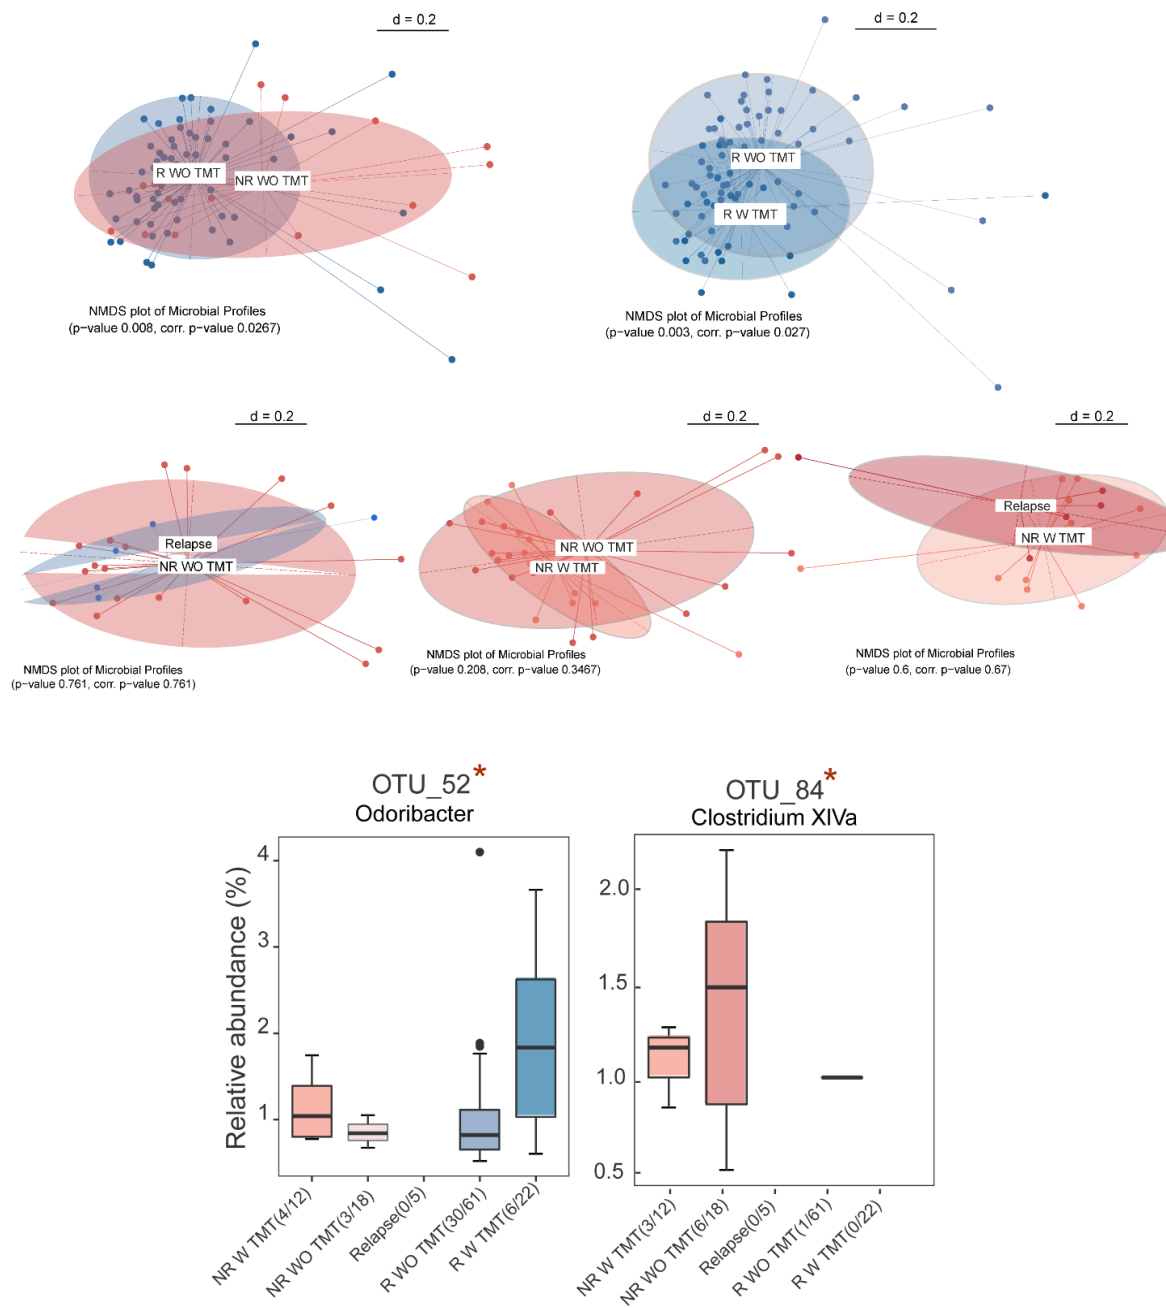 d = 0.2
d = 0.2
R WO TMT
NR WO TMT
R WO TMT
R W TMT
NMDS plot of Microbial Profiles
(p−value 0.008, corr. p−value 0.0267)
NMDS plot of Microbial Profiles
(p−value 0.003, corr. p−value 0.027)
d = 0.2
d = 0.2
d = 0.2
Relapse
NR WO TMT
NR WO TMT
NR W TMT
Relapse
NR W TMT
NMDS plot of Microbial Profiles
(p−value 0.761, corr. p−value 0.761)
NMDS plot of Microbial Profiles
(p−value 0.208, corr. p−value 0.3467)
NMDS plot of Microbial Profiles
(p−value 0.6, corr. p−value 0.67)
OTU_52*
Odoribacter
Relative abundance (%)
4
3
2
1
NR W TMT(4/12)
NR WO TMT(3/18)
Relapse(0/5)
R WO TMT(30/61)
R W TMT(6/22)
OTU_84*
Clostridium XIVa
2.0
1.5
1.0
0.5
NR W TMT(3/12)
NR WO TMT(6/18)
Relapse(0/5)
R WO TMT(1/61)
R W TMT(0/22)